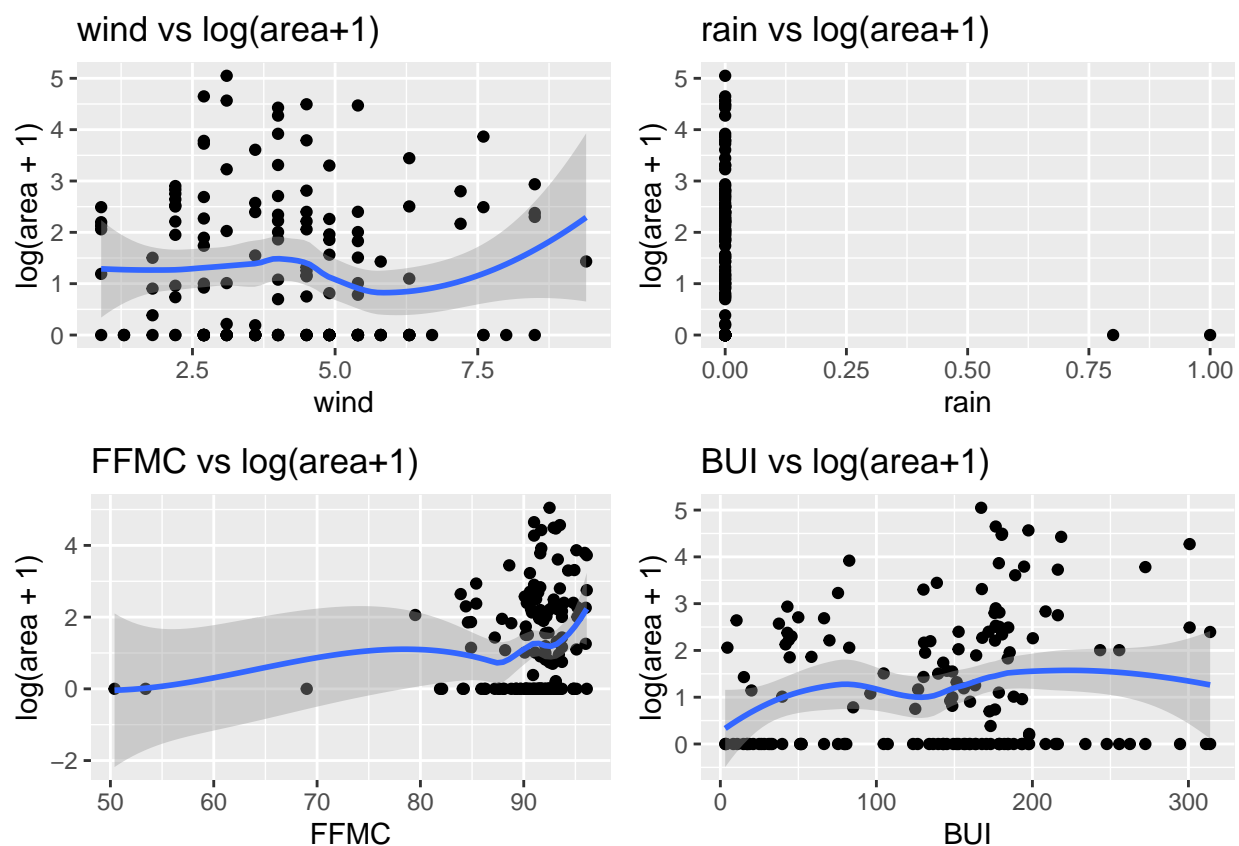 wind vs log(area+1)
5
4
3
2
1
0
log(area + 1)
2.5 5.0 7.5
wind
rain vs log(area+1)
5
4
3
2
1
0
log(area + 1)
0.00 0.25 0.50 0.75 1.00
rain
FFMC vs log(area+1)
4
2
0
−2
log(area + 1)
50 60 70 80 90
FFMC
BUI vs log(area+1)
5
4
3
2
1
0
log(area + 1)
0 100 200 300
BUI